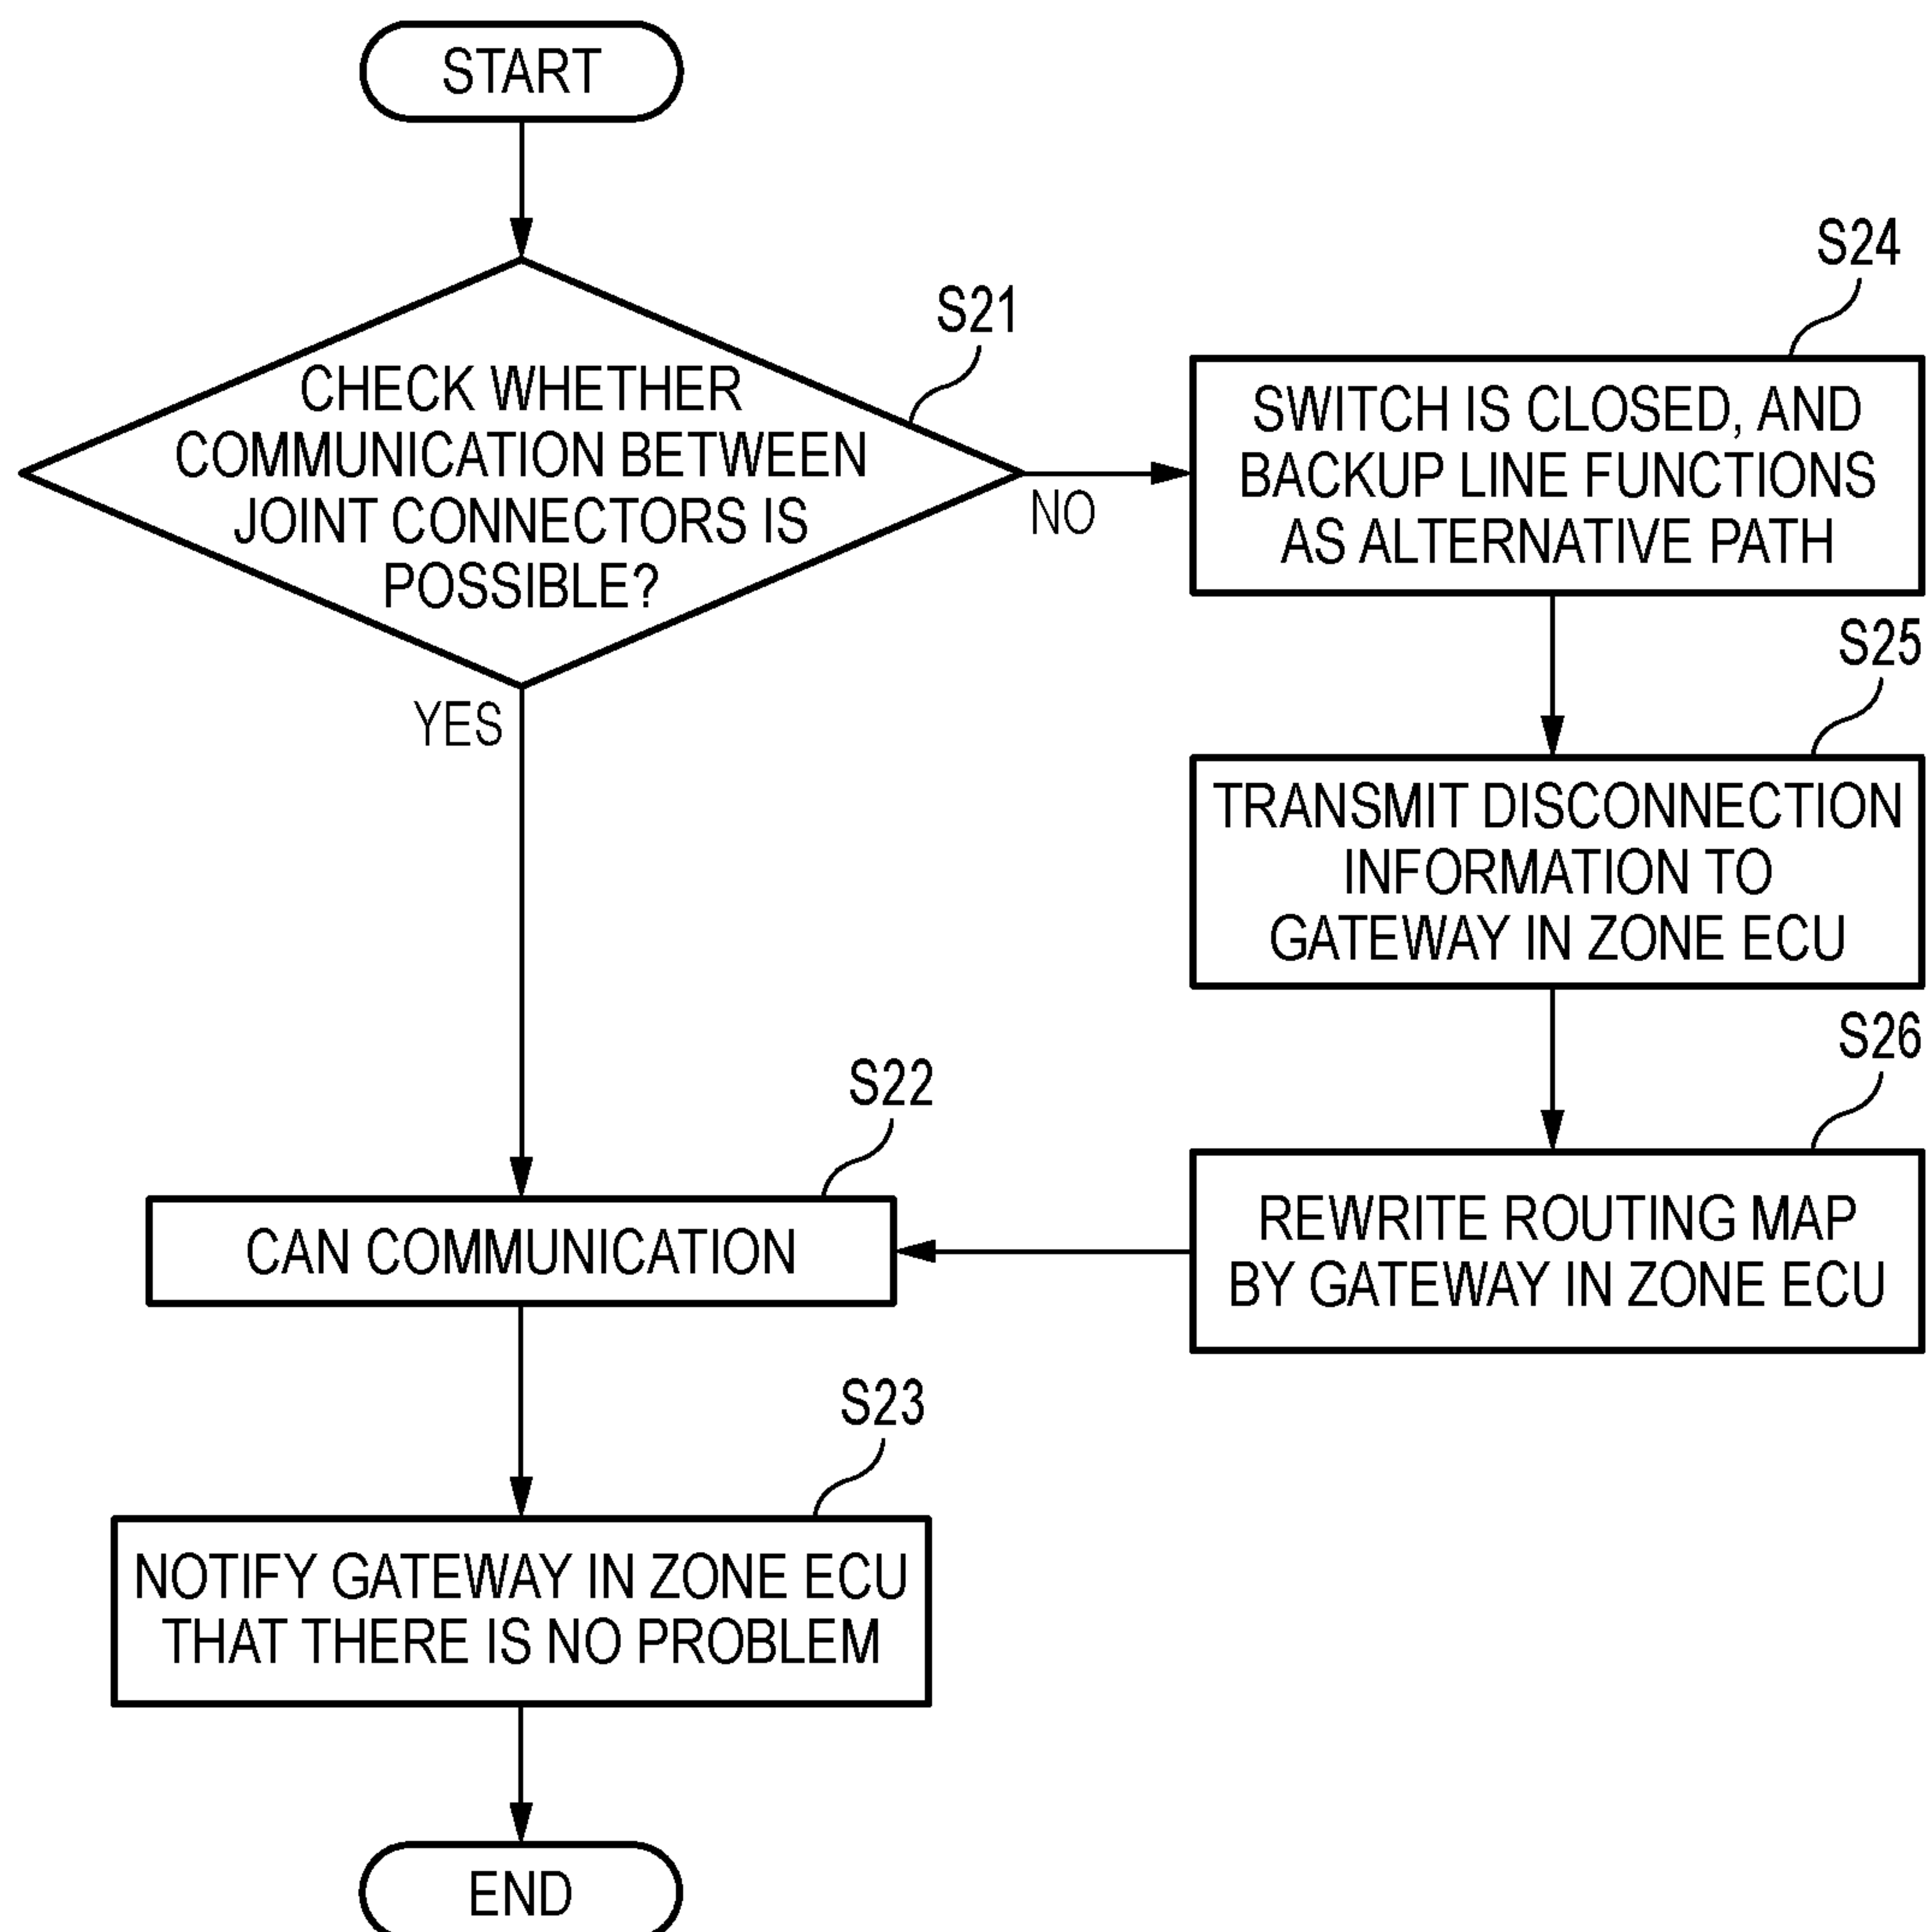 START
S21
CHECK WHETHER
COMMUNICATION BETWEEN
JOINT CONNECTORS IS
POSSIBLE?
NO
YES
S24
SWITCH IS CLOSED, AND
BACKUP LINE FUNCTIONS
AS ALTERNATIVE PATH
S25
TRANSMIT DISCONNECTION
INFORMATION TO
GATEWAY IN ZONE ECU
S26
REWRITE ROUTING MAP
BY GATEWAY IN ZONE ECU
S22
CAN COMMUNICATION
S23
NOTIFY GATEWAY IN ZONE ECU
THAT THERE IS NO PROBLEM
END